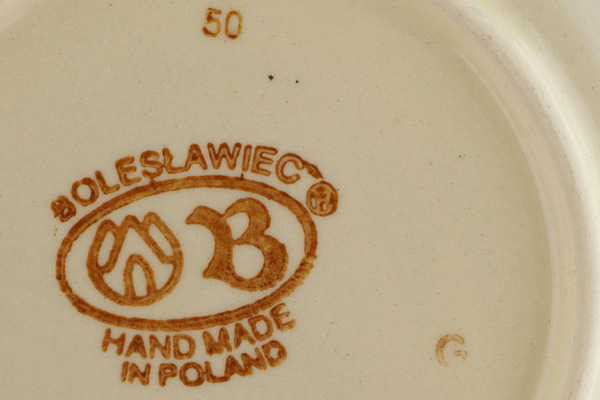 50
BOLESŁAWIEC ®
B
HAND MADE
IN POLAND
G